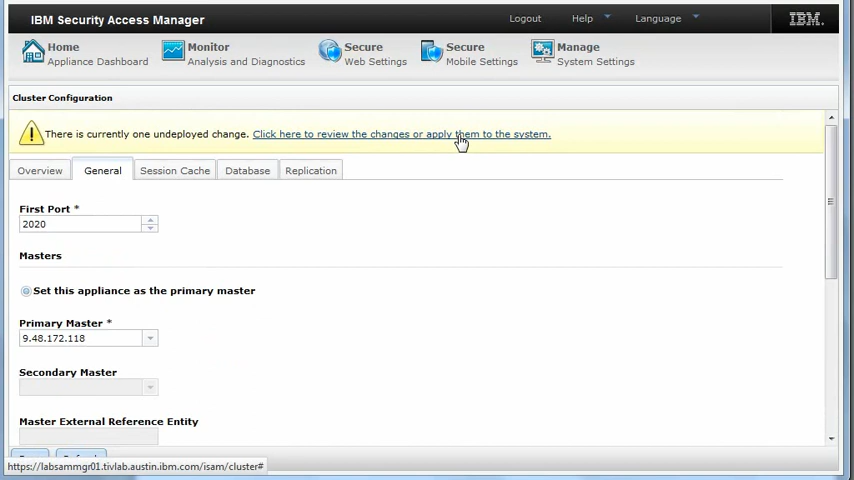 IBM Security Access Manager
Logout
Help
Language
IBM.
Home
Appliance Dashboard
Monitor
Analysis and Diagnostics
Secure
Web Settings
Secure
Mobile Settings
Manage
System Settings
Cluster Configuration
There is currently one undeployed change. Click here to review the changes or apply them to the system.
Overview
General
Session Cache
Database
Replication
First Port *
2020
Masters
Set this appliance as the primary master
Primary Master *
9.48.172.118
Secondary Master
Master External Reference Entity
https://labsammgr01.tivlab.austin.ibm.com/isam/cluster#